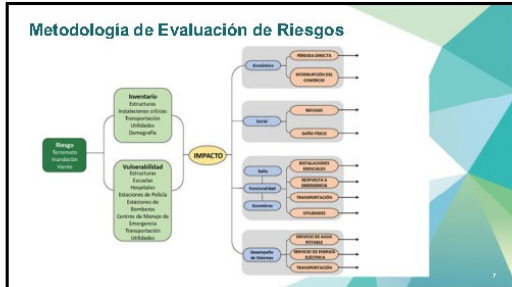 Metodología de Evaluación de Riesgos
Riesgo
Terremoto
Inundación
Viento
Inventario
Estructuras
Instalaciones críticas
Transportación
Utilidades
Demografía
Vulnerabilidad
Estructuras
Escuelas
Hospitales
Estaciones de Policía
Estaciones de
Bomberos
Centros de Manejo de
Emergencia
Transportación
Utilidades
IMPACTO
Económico
PÉRDIDA DIRECTA
INTERRUPCIÓN DEL
COMERCIO
Social
REFUGIO
DAÑO FÍSICO
Daño
Funcionalidad
Escombros
INSTALACIONES
ESENCIALES
RESPUESTA A
EMERGENCIA
TRANSPORTACIÓN
UTILIDADES
Desempeño
de Sistemas
SERVICIO DE AGUA
POTABLE
SERVICIO DE ENERGÍA
ELÉCTRICA
TRANSPORTACIÓN
7